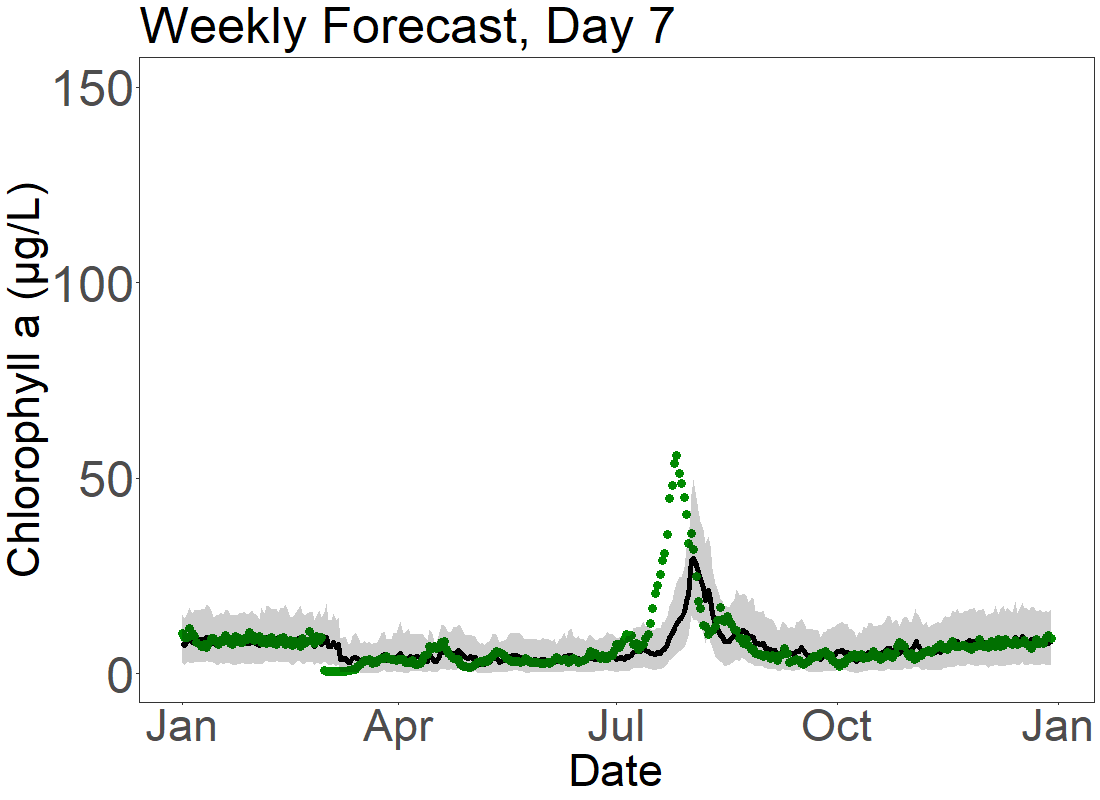 Weekly Forecast, Day 7
Chlorophyll a (µg/L)
150
100
50
0
Jan Apr Jul Oct Jan
Date